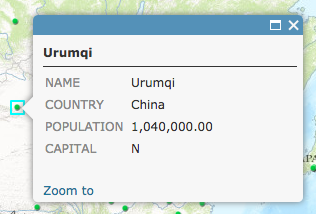 Urumqi
NAME Urumqi
COUNTRY China
POPULATION 1,040,000.00
CAPITAL N
Zoom to